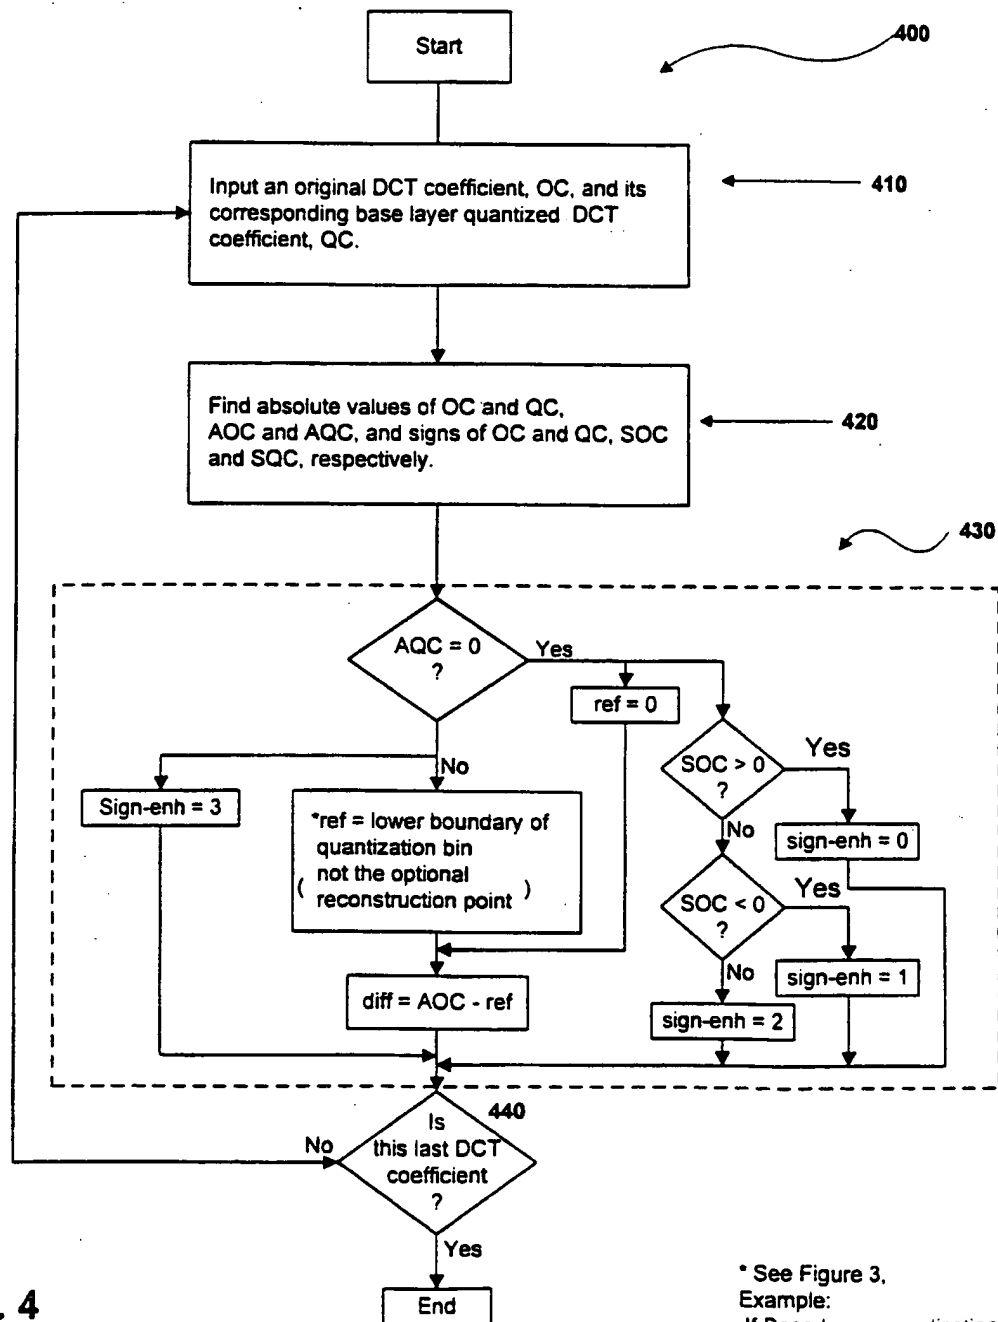 Start
400
Input an original DCT coefficient, OC, and its
corresponding base layer quantized DCT
coefficient, QC.
410
Find absolute values of OC and QC,
AOC and AQC, and signs of OC and QC, SOC
and SQC, respectively.
420
430
AQC = 0
?
Yes
ref = 0
No
Sign-enh = 3
*ref = lower boundary of
quantization bin
( not the optional
reconstruction point )
SOC > 0
?
Yes
sign-enh = 0
No
SOC < 0
?
Yes
sign-enh = 1
No
sign-enh = 2
diff = AOC - ref
440
Is
this last DCT
coefficient
?
No
Yes
End
. 4
* See Figure 3,
Example: